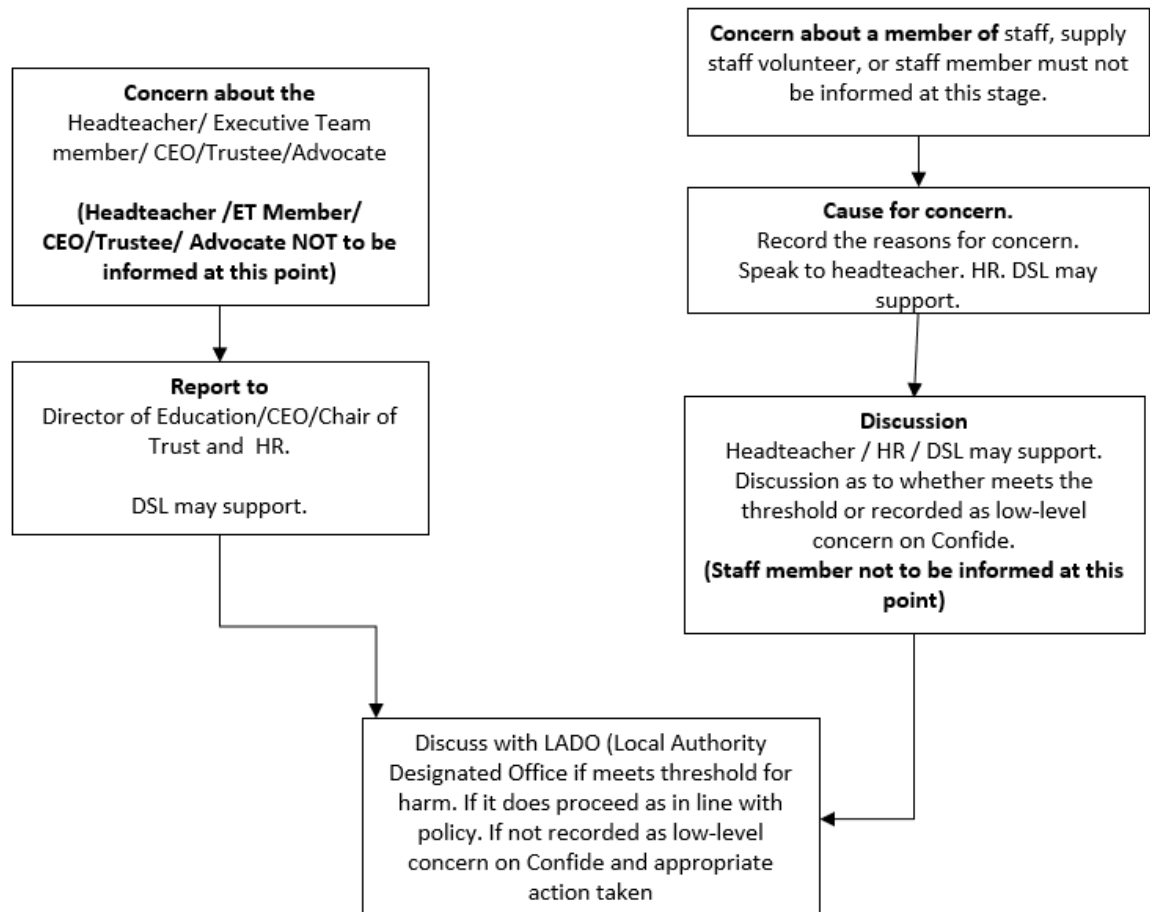 Concern about the
Headteacher/ Executive Team
member/ CEO/Trustee/Advocate
(Headteacher /ET Member/
CEO/Trustee/ Advocate NOT to be
informed at this point)
Report to
Director of Education/CEO/Chair of
Trust and  HR.
DSL may support.
Concern about a member of staff, supply
staff volunteer, or staff member must not
be informed at this stage.
Cause for concern.
Record the reasons for concern.
Speak to headteacher. HR. DSL may
support.
Discussion
Headteacher / HR / DSL may support.
Discussion as to whether meets the
threshold or recorded as low-level
concern on Confide.
(Staff member not to be informed at this
point)
Discuss with LADO (Local Authority
Designated Office if meets threshold for
harm. If it does proceed as in line with
policy. If not recorded as low-level
concern on Confide and appropriate
action taken